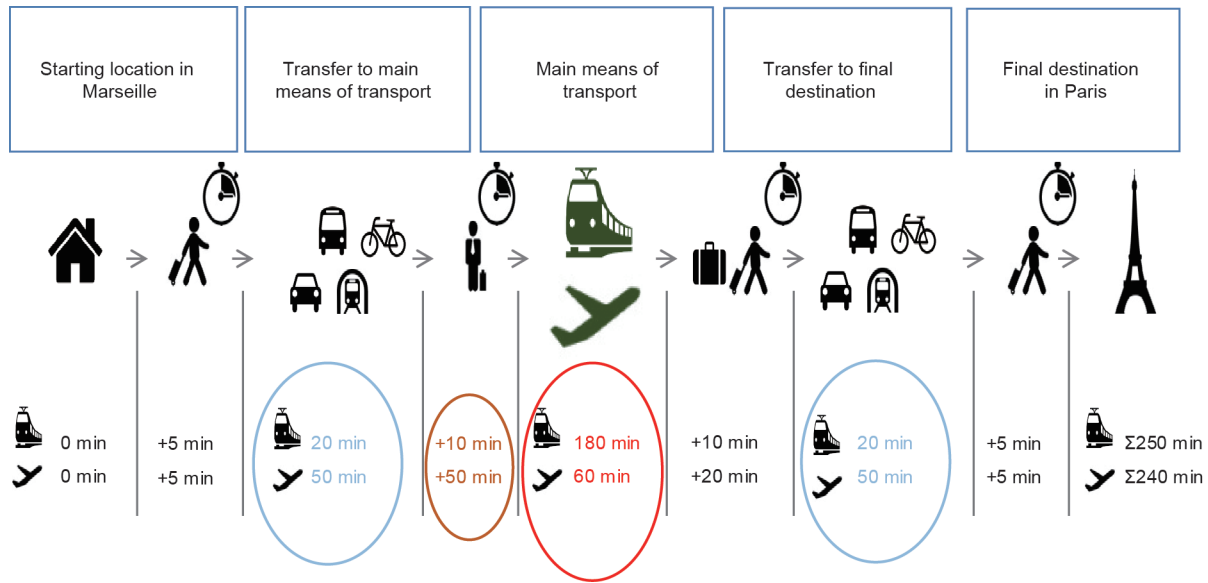 Starting location in
Marseille
Transfer to main
means of transport
Main means of
transport
Transfer to final
destination
Final destination
in Paris
0 min +5 min 20 min +10 min 180 min +10 min 20 min +5 min Σ250 min
0 min +5 min 50 min +50 min 60 min +20 min 50 min +5 min Σ240 min